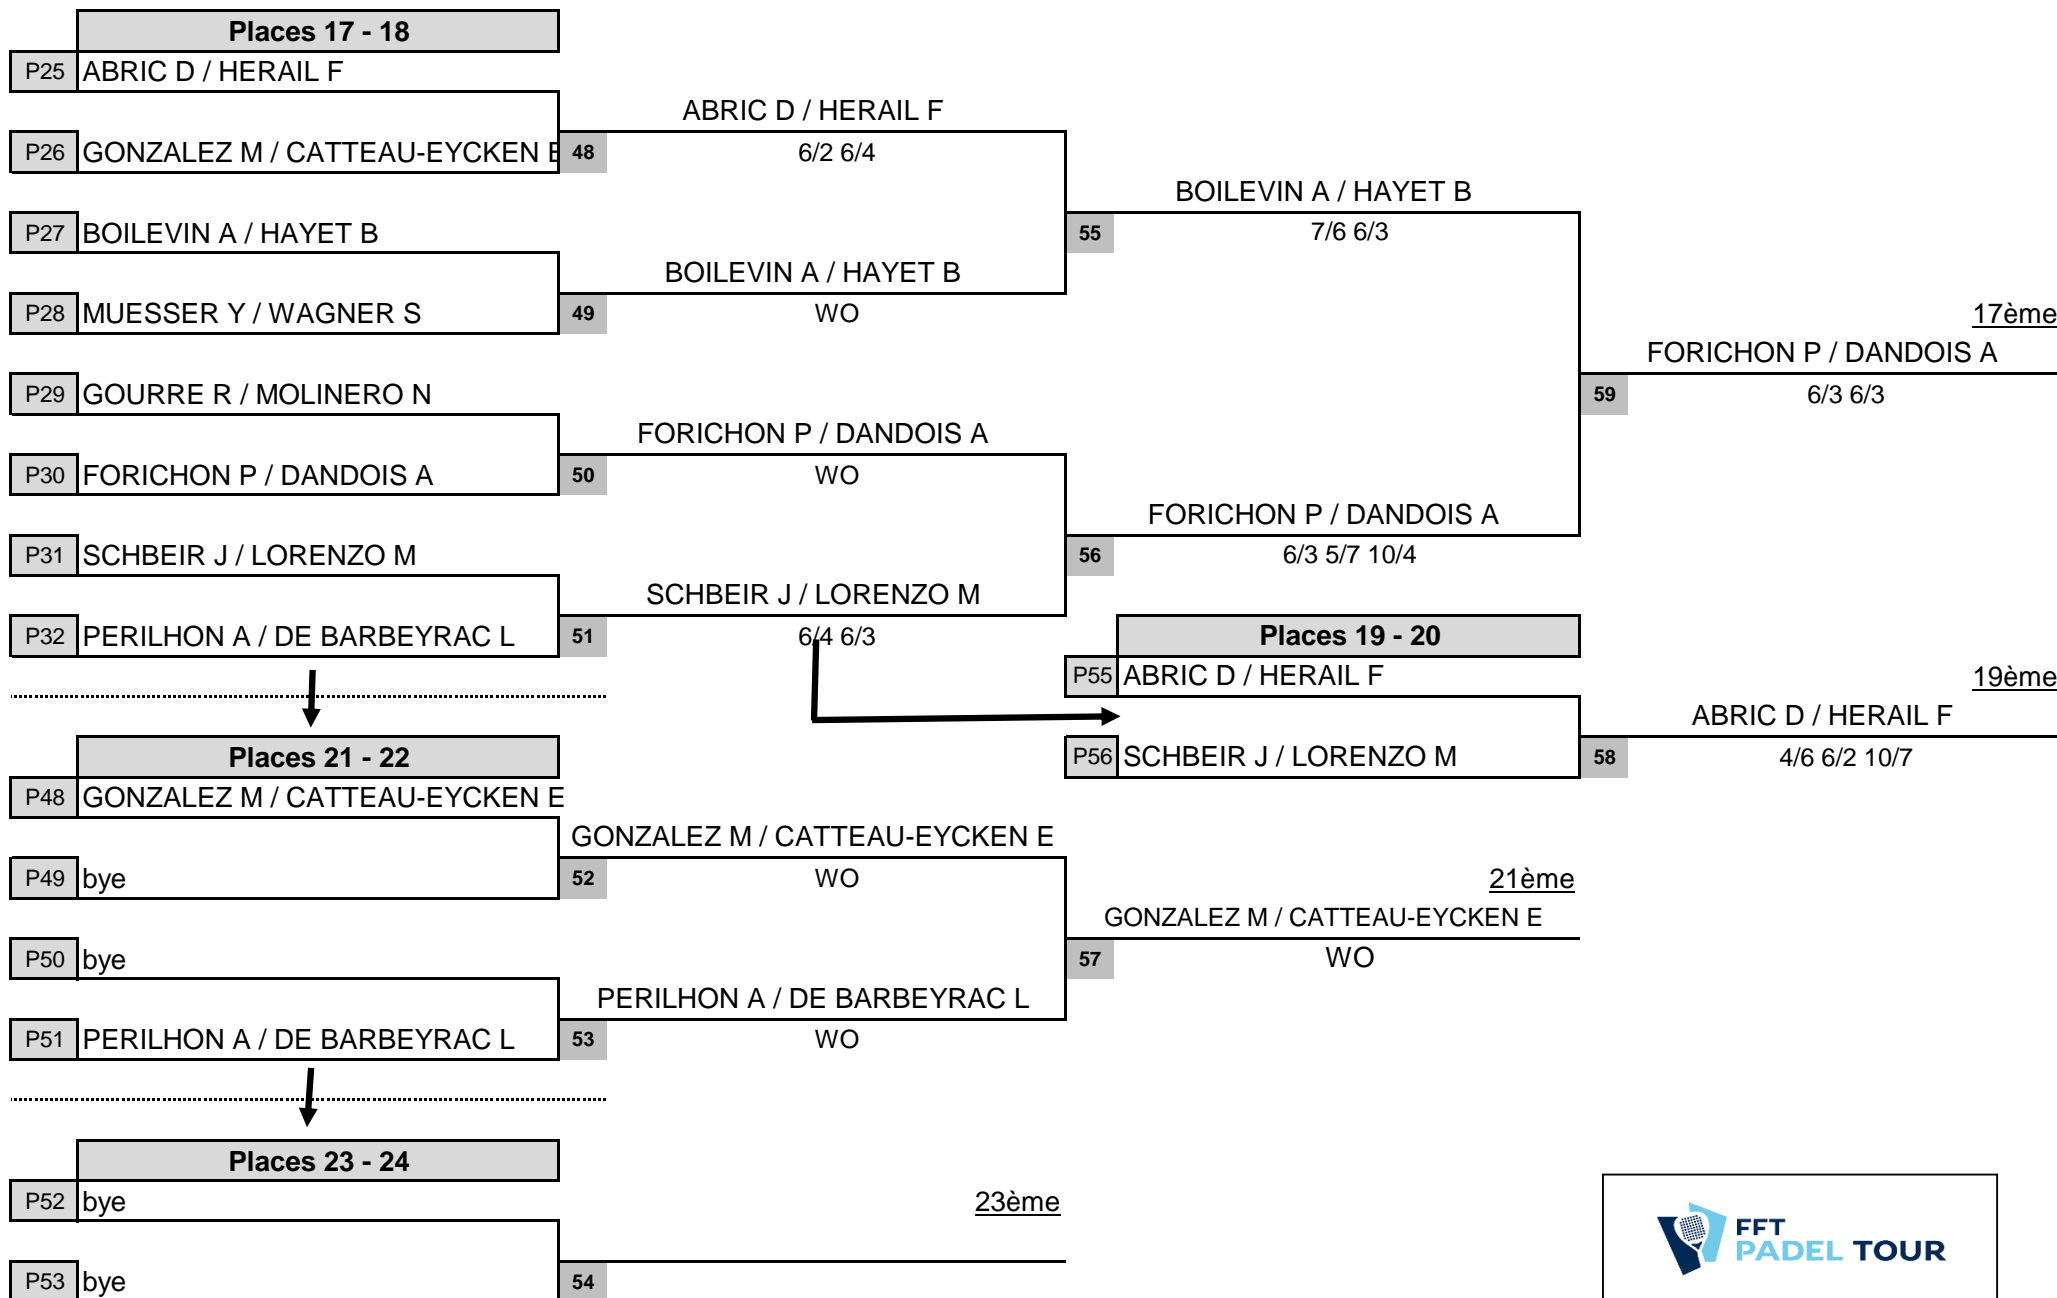 Places 17 - 18
P25 ABRIC D / HERAIL F
ABRIC D / HERAIL F
P26 GONZALEZ M / CATTEAU-EYCKEN E 48 6/2 6/4
BOILEVIN A / HAYET B
P27 BOILEVIN A / HAYET B 55 7/6 6/3
BOILEVIN A / HAYET B
P28 MUESSER Y / WAGNER S 49 WO 17ème
FORICHON P / DANDOIS A
P29 GOURRE R / MOLINERO N 59 6/3 6/3
FORICHON P / DANDOIS A
P30 FORICHON P / DANDOIS A 50 WO
FORICHON P / DANDOIS A
P31 SCHBEIR J / LORENZO M 56 6/3 5/7 10/4
SCHBEIR J / LORENZO M
P32 PERILHON A / DE BARBEYRAC L 51 6/4 6/3 Places 19 - 20
P55 ABRIC D / HERAIL F 19ème
ABRIC D / HERAIL F
Places 21 - 22 P56 SCHBEIR J / LORENZO M 58 4/6 6/2 10/7
P48 GONZALEZ M / CATTEAU-EYCKEN E
GONZALEZ M / CATTEAU-EYCKEN E
P49 bye 52 WO 21ème
GONZALEZ M / CATTEAU-EYCKEN E
P50 bye 57 WO
PERILHON A / DE BARBEYRAC L
P51 PERILHON A / DE BARBEYRAC L 53 WO
Places 23 - 24
P52 bye 23ème
P53 bye 54
FFT
PADEL TOUR